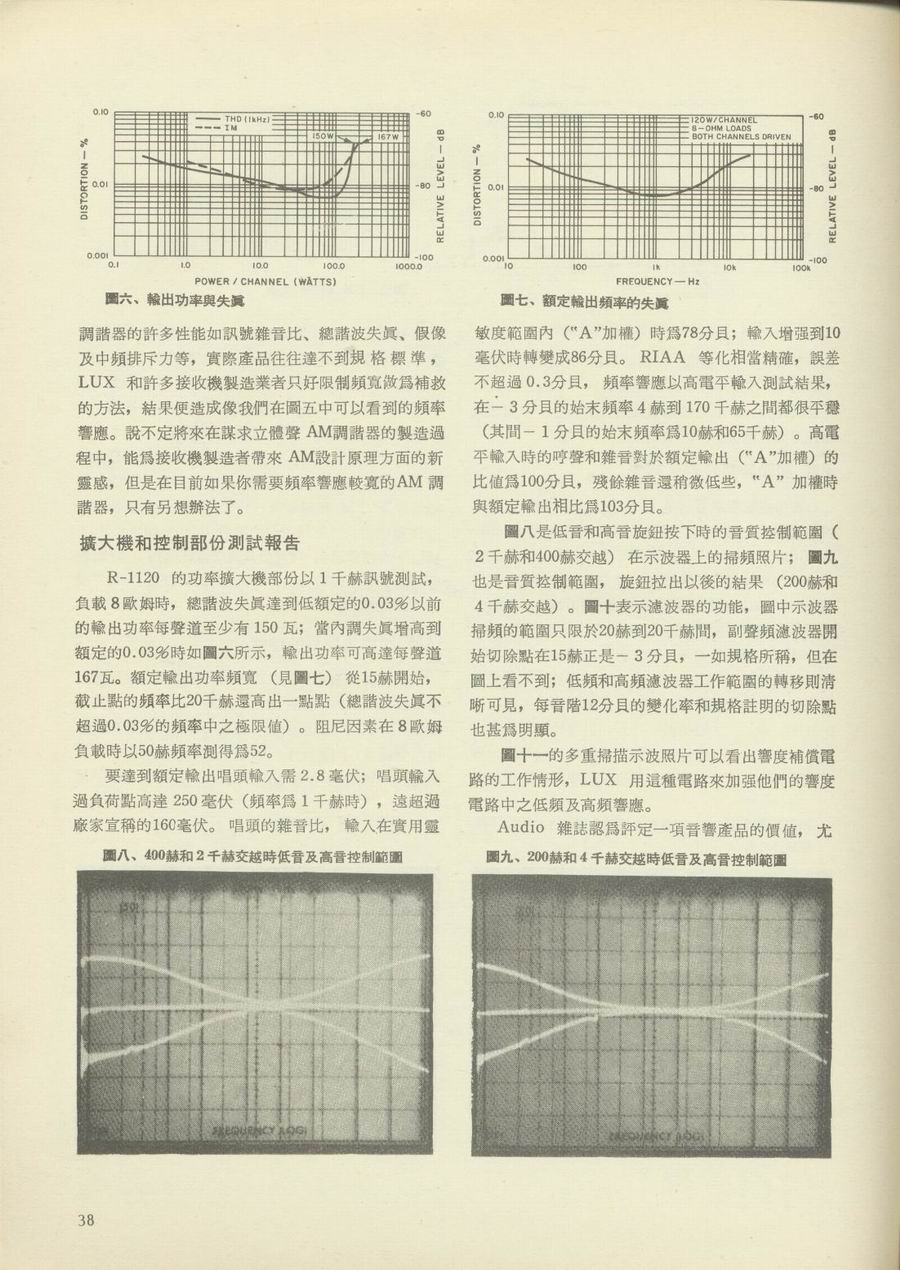 0.10
0.01
0.001
DISTORTION — %
THD (1kHz)
IM
150W
167W
-60
-80
-100
RELATIVE LEVEL — dB
0.1
1.0
10.0
100.0
1000.0
POWER / CHANNEL (WATTS)
圖六、輸出功率與失眞
0.10
0.01
0.001
DISTORTION — %
120W/CHANNEL
8-OHM LOADS
BOTH CHANNELS DRIVEN
-60
-80
-100
RELATIVE LEVEL — dB
10
100
1k
10k
100k
FREQUENCY — Hz
圖七、額定輸出頻率的失眞
調諧器的許多性能如訊號雜音比、總諧波失眞、假像
及中頻排斥力等，實際產品往往達不到規格標準，
LUX 和許多接收機製造業者只好限制頻寬做爲補救
的方法，結果便造成像我們在圖五中可以看到的頻率
響應。說不定將來在謀求立體聲 AM調諧器的製造過
程中，能爲接收機製造者帶來 AM設計原理方面的新
靈感，但是在目前如果你需要頻率響應較寬的AM 調
諧器，只有另想辦法了。
擴大機和控制部份測試報告
R-1120 的功率擴大機部份以1千赫訊號測試，
負載8歐姆時，總諧波失眞達到低額定的0.03%以前
的輸出功率每聲道至少有 150 瓦；當內調失眞增高到
額定的0.03%時如圖六所示，輸出功率可高達每聲道
167瓦。額定輸出功率頻寬（見圖七）從15赫開始，
截止點的頻率比20千赫還高出一點點（總諧波失眞不
超過0.03%的頻率中之極限值）。阻尼因素在8歐姆
負載時以50赫頻率測得爲52。
要達到額定輸出唱頭輸入需 2.8 毫伏；唱頭輸入
過負荷點高達 250 毫伏（頻率爲1千赫時），遠超過
廠家宣稱的160毫伏。唱頭的雜音比，輸入在實用靈
敏度範圍內（“A”加權）時爲78分貝；輸入增强到10
毫伏時轉變成86分貝。RIAA 等化相當精確，誤差
不超過 0.3分貝，頻率響應以高電平輸入測試結果，
在－3分貝的始末頻率4赫到 170 千赫之間都很平穩
（其間－1分貝的始末頻率爲10赫和65千赫）。高電
平輸入時的哼聲和雜音對於額定輸出（“A”加權）的
比値爲100分貝，殘餘雜音還稍微低些，“A”加權時
與額定輸出相比爲103分貝。
圖八是低音和高音旋鈕按下時的音質控制範圍（
2千赫和400赫交越）在示波器上的掃頻照片；圖九
也是音質控制範圍，旋鈕拉出以後的結果（200赫和
4千赫交越）。圖十表示濾波器的功能，圖中示波器
掃頻的範圍只限於20赫到20千赫間，副聲頻濾波器開
始切除點在15赫正是－3分貝，一如規格所稱，但在
圖上看不到；低頻和高頻濾波器工作範圍的轉移則清
晰可見，每音階12分貝的變化率和規格註明的切除點
也甚爲明顯。
圖十一的多重掃描示波照片可以看出響度補償電
路的工作情形，LUX 用這種電路來加强他們的響度
電路中之低頻及高頻響應。
Audio 雜誌認爲評定一項音響產品的價値，尤
圖八、400赫和2千赫交越時低音及高音控制範圍
FREQUENCY (LOG)
圖九、200赫和4千赫交越時低音及高音控制範圍
FREQUENCY (LOG)
38